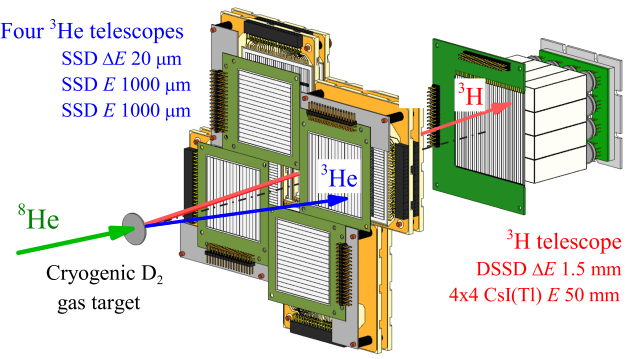 Four ³He telescopes
SSD ΔE 20 μm
SSD E 1000 μm
SSD E 1000 μm
³H
³He
⁸He
Cryogenic D₂
gas target
³H telescope
DSSD ΔE 1.5 mm
4x4 CsI(Tl) E 50 mm